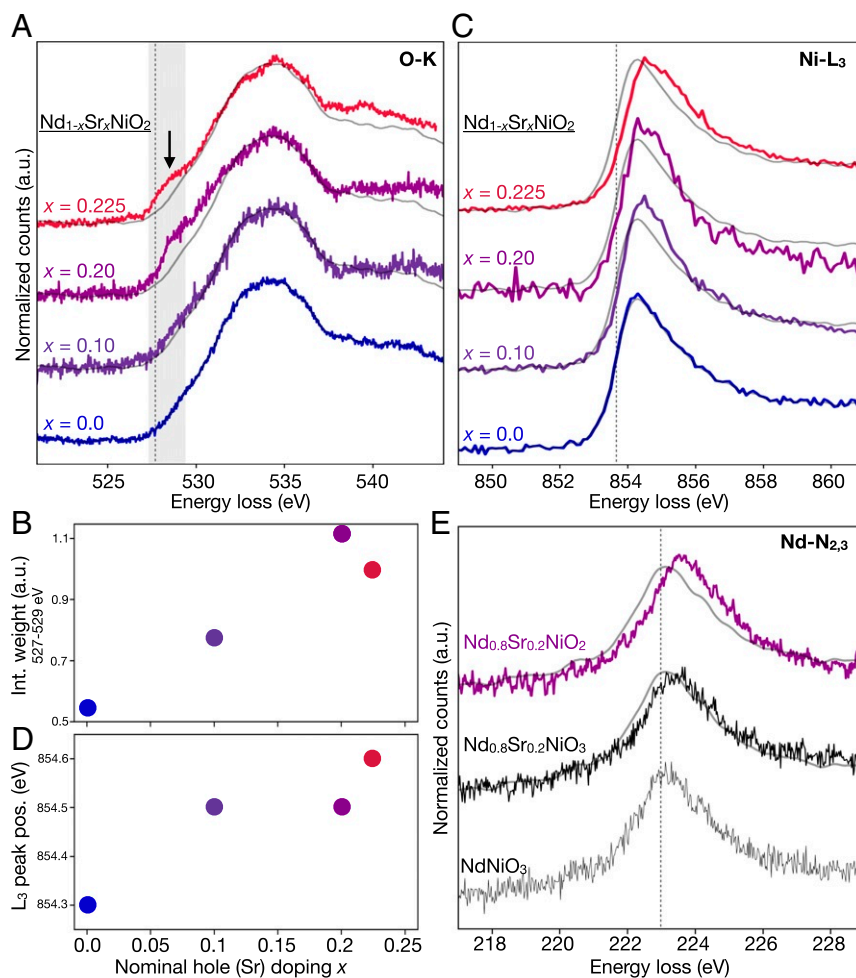 A
O-K
Nd1-xSrxNiO2
x = 0.225
x = 0.20
x = 0.10
x = 0.0
Normalized counts (a.u.)
525 530 535 540
Energy loss (eV)
C
Ni-L3
Nd1-xSrxNiO2
x = 0.225
x = 0.20
x = 0.10
x = 0.0
850 852 854 856 858 860
Energy loss (eV)
B
Int. weight (a.u.)
527-529 eV
1.1
0.9
0.7
0.5
D
L3 peak pos. (eV)
854.6
854.5
854.4
854.3
0.0 0.05 0.10 0.15 0.20 0.25
Nominal hole (Sr) doping x
E
Nd-N2,3
Normalized counts (a.u.)
Nd0.8Sr0.2NiO2
Nd0.8Sr0.2NiO3
NdNiO3
218 220 222 224 226 228
Energy loss (eV)